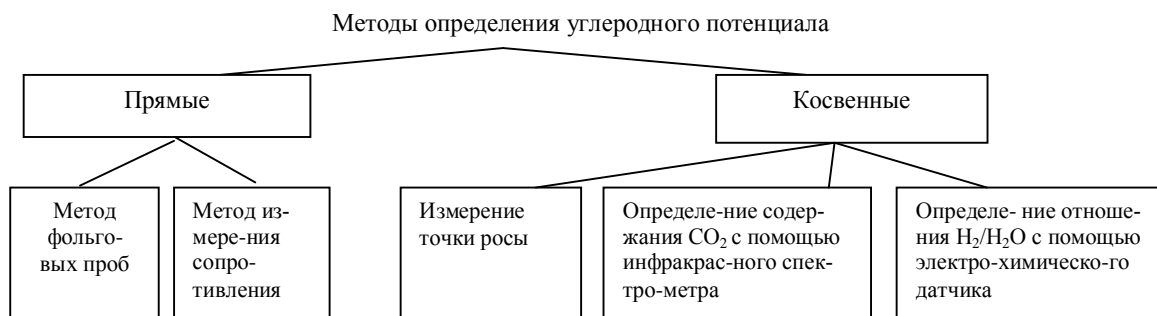 Методы определения углеродного потенциала
Прямые
Косвенные
Метод
фольго-
вых проб
Метод из-
мере-ния
сопро-
тивления
Измерение
точки росы
Определе-ние содер-
жания CO₂ с помощью
инфракрас-ного спек-
тро-метра
Определе- ние отноше-
ния H₂/H₂O с помощью
электро-химическо-го
датчика